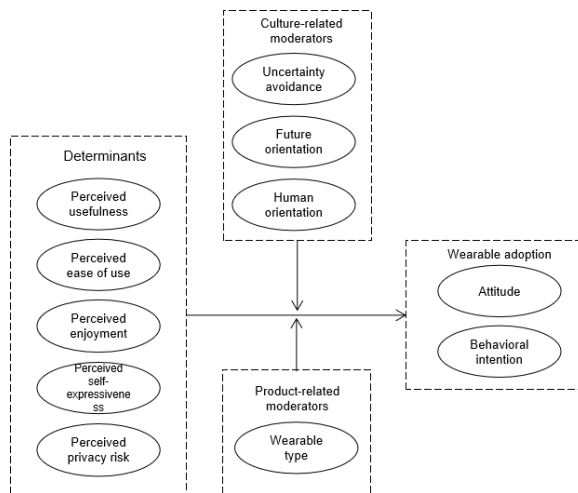 Culture-related
moderators
Uncertainty
avoidance
Future
orientation
Human
orientation
Determinants
Perceived
usefulness
Perceived
ease of use
Perceived
enjoyment
Perceived self-
expressivene
ss
Perceived
privacy risk
Wearable adoption
Attitude
Behavioral
intention
Product-related
moderators
Wearable
type